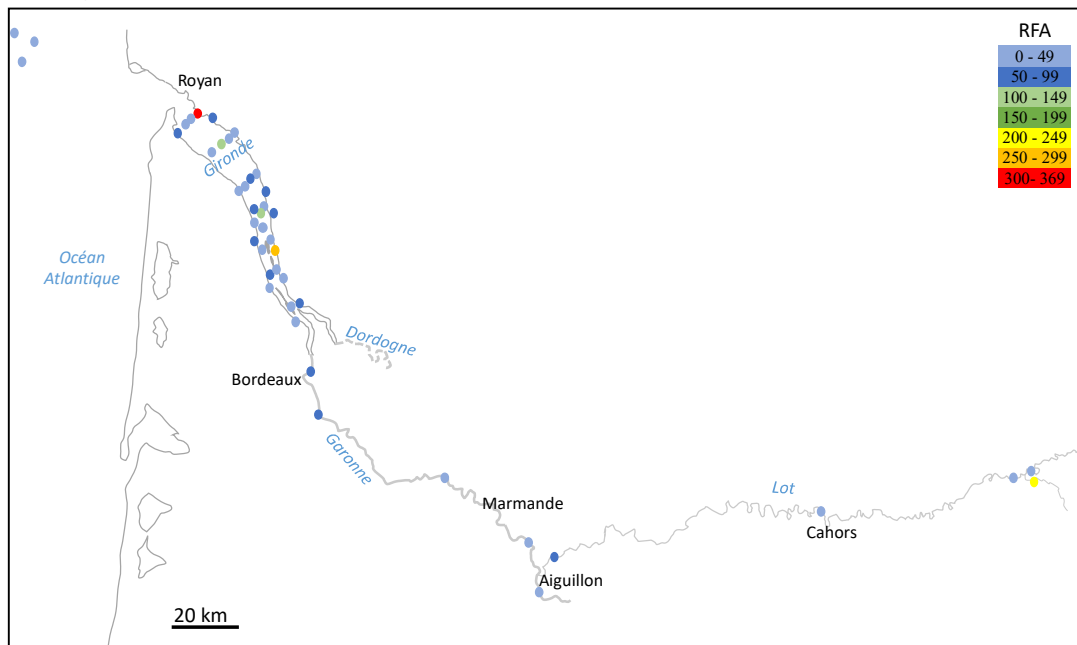 RFA
0 - 49
50 - 99
100 - 149
150 - 199
200 - 249
250 - 299
300- 369
Royan
Gironde
Océan
Atlantique
Dordogne
Bordeaux
Garonne
Marmande
Lot
Cahors
Aiguillon
20 km